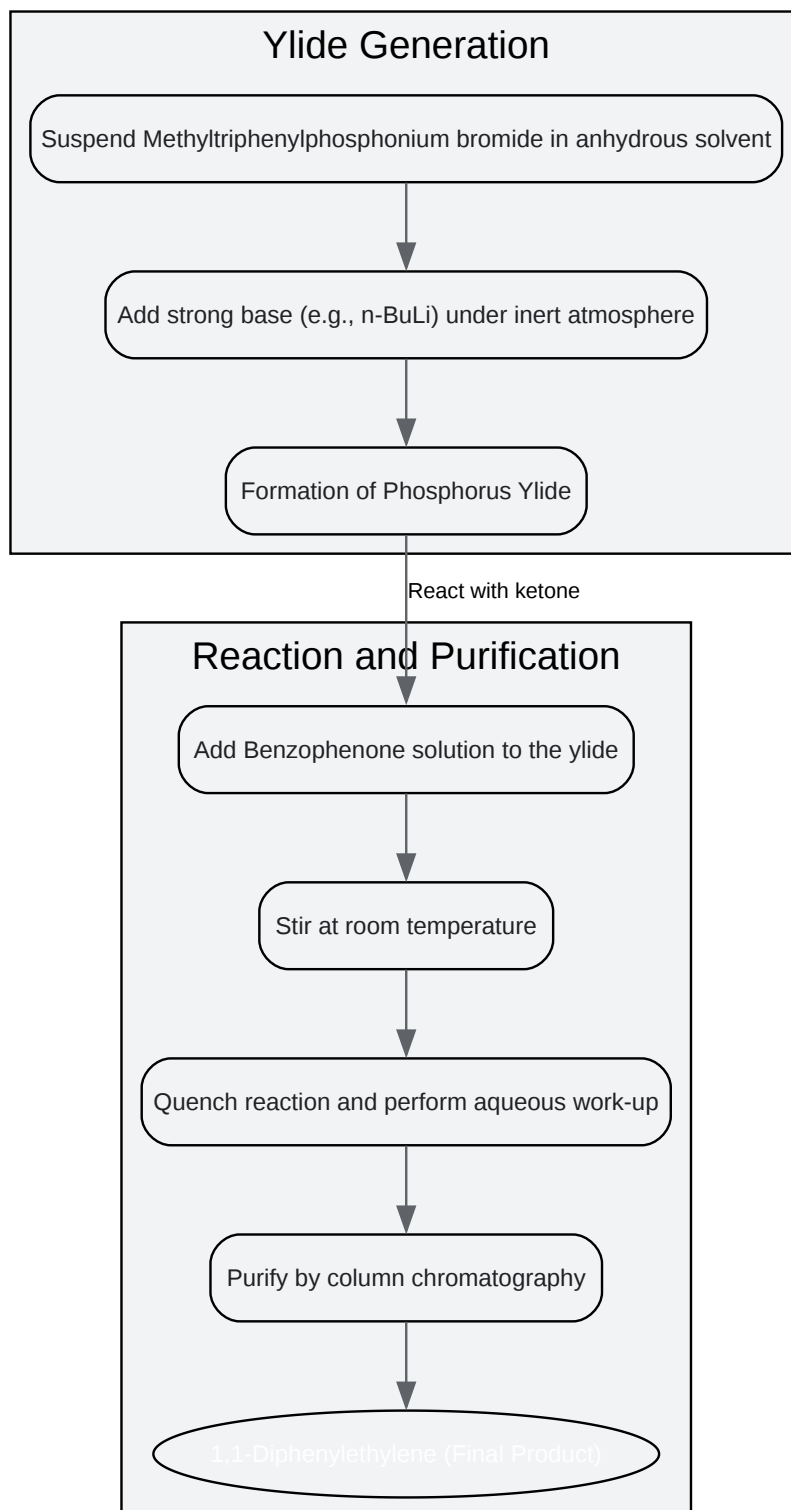 Ylide Generation
Suspend Methyltriphenylphosphonium bromide in anhydrous solvent
Add strong base (e.g., n-BuLi) under inert atmosphere
Formation of Phosphorus Ylide
React with ketone
Reaction and Purification
Add Benzophenone solution to the ylide
Stir at room temperature
Quench reaction and perform aqueous work-up
Purify by column chromatography
1,1-Diphenylethylene (Final Product)